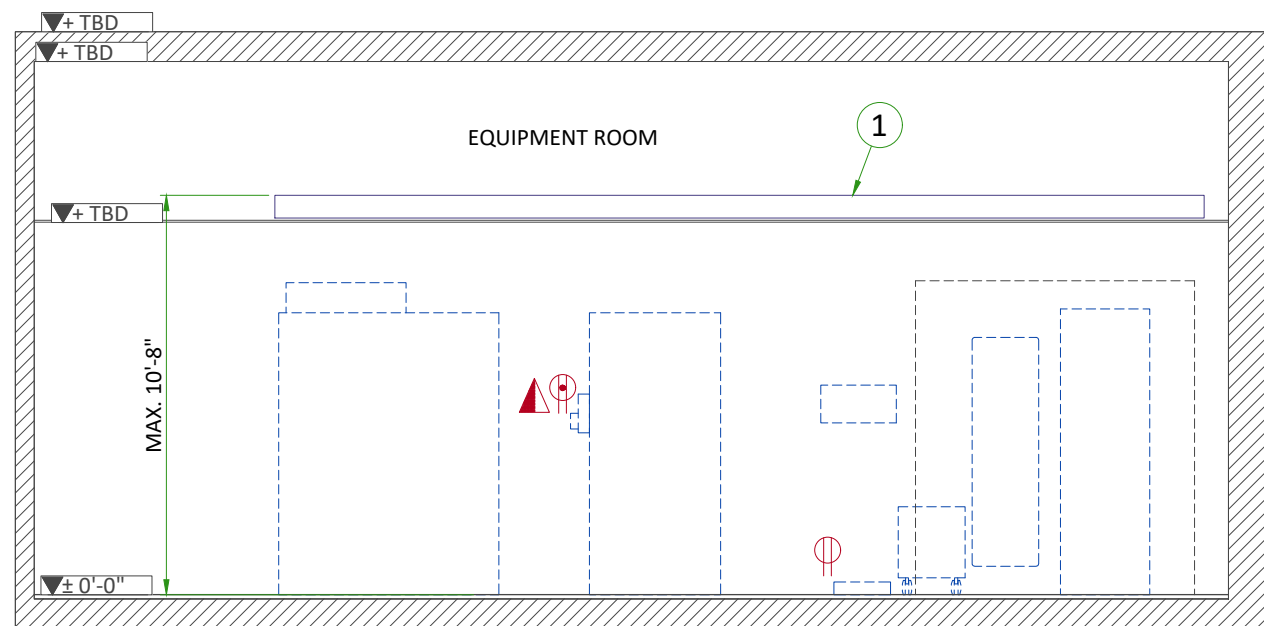 + TBD
+ TBD
EQUIPMENT ROOM
1
+ TBD
MAX. 10'-8"
± 0'-0"